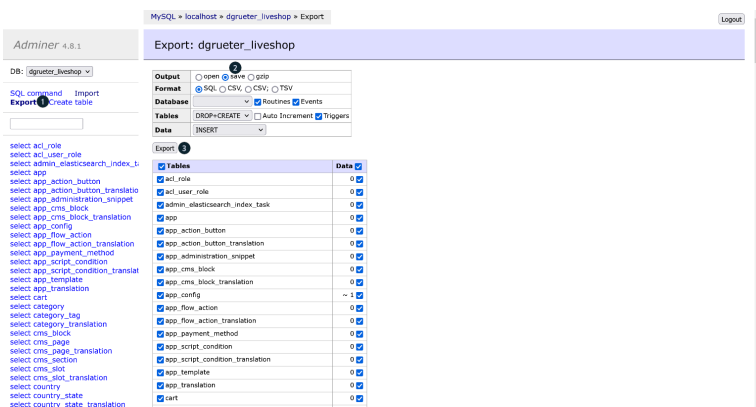 MySQL » localhost » dgrueter_liveshop » Export
Logout
Adminer 4.8.1
Export: dgrueter_liveshop
DB: dgrueter_liveshop
SQL command Import
Export 1 Create table
2
Output open save gzip
Format SQL CSV, CSV; TSV
Database Routines Events
Tables DROP+CREATE Auto Increment Triggers
Data INSERT
Export 3
select acl_role
select acl_user_role
select admin_elasticsearch_index_t
select app
select app_action_button
select app_action_button_translatio
select app_administration_snippet
select app_cms_block
select app_cms_block_translation
select app_config
select app_flow_action
select app_flow_action_translation
select app_payment_method
select app_script_condition
select app_script_condition_translat
select app_template
select app_translation
select cart
select category
select category_tag
select category_translation
select cms_block
select cms_page
select cms_page_translation
select cms_section
select cms_slot
select cms_slot_translation
select country
select country_state
select country_state_translation
Tables Data
acl_role 0
acl_user_role 0
admin_elasticsearch_index_task 0
app 0
app_action_button 0
app_action_button_translation 0
app_administration_snippet 0
app_cms_block 0
app_cms_block_translation 0
app_config ~ 1
app_flow_action 0
app_flow_action_translation 0
app_payment_method 0
app_script_condition 0
app_script_condition_translation 0
app_template 0
app_translation 0
cart 0